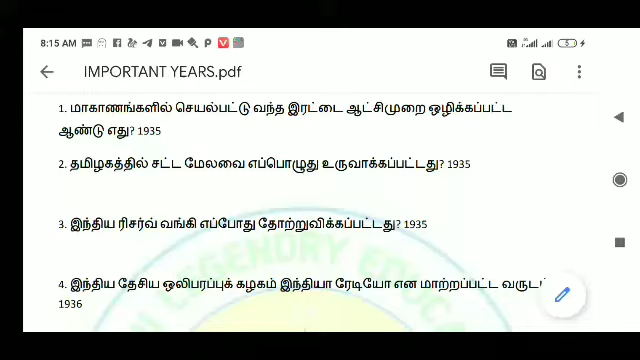 8:15 AM
IMPORTANT YEARS.pdf
1. மாகாணங்களில் செயல்பட்டு வந்த இரட்டை ஆட்சிமுறை ஒழிக்கப்பட்ட
ஆண்டு எது? 1935
2. தமிழகத்தில் சட்ட மேலவை எப்பொழுது உருவாக்கப்பட்டது? 1935
3. இந்திய ரிசர்வ் வங்கி எப்போது தோற்றுவிக்கப்பட்டது? 1935
4. இந்திய தேசிய ஒலிபரப்புக் கழகம் இந்தியா ரேடியோ என மாற்றப்பட்ட
1936
LEGENDRY EDUCA